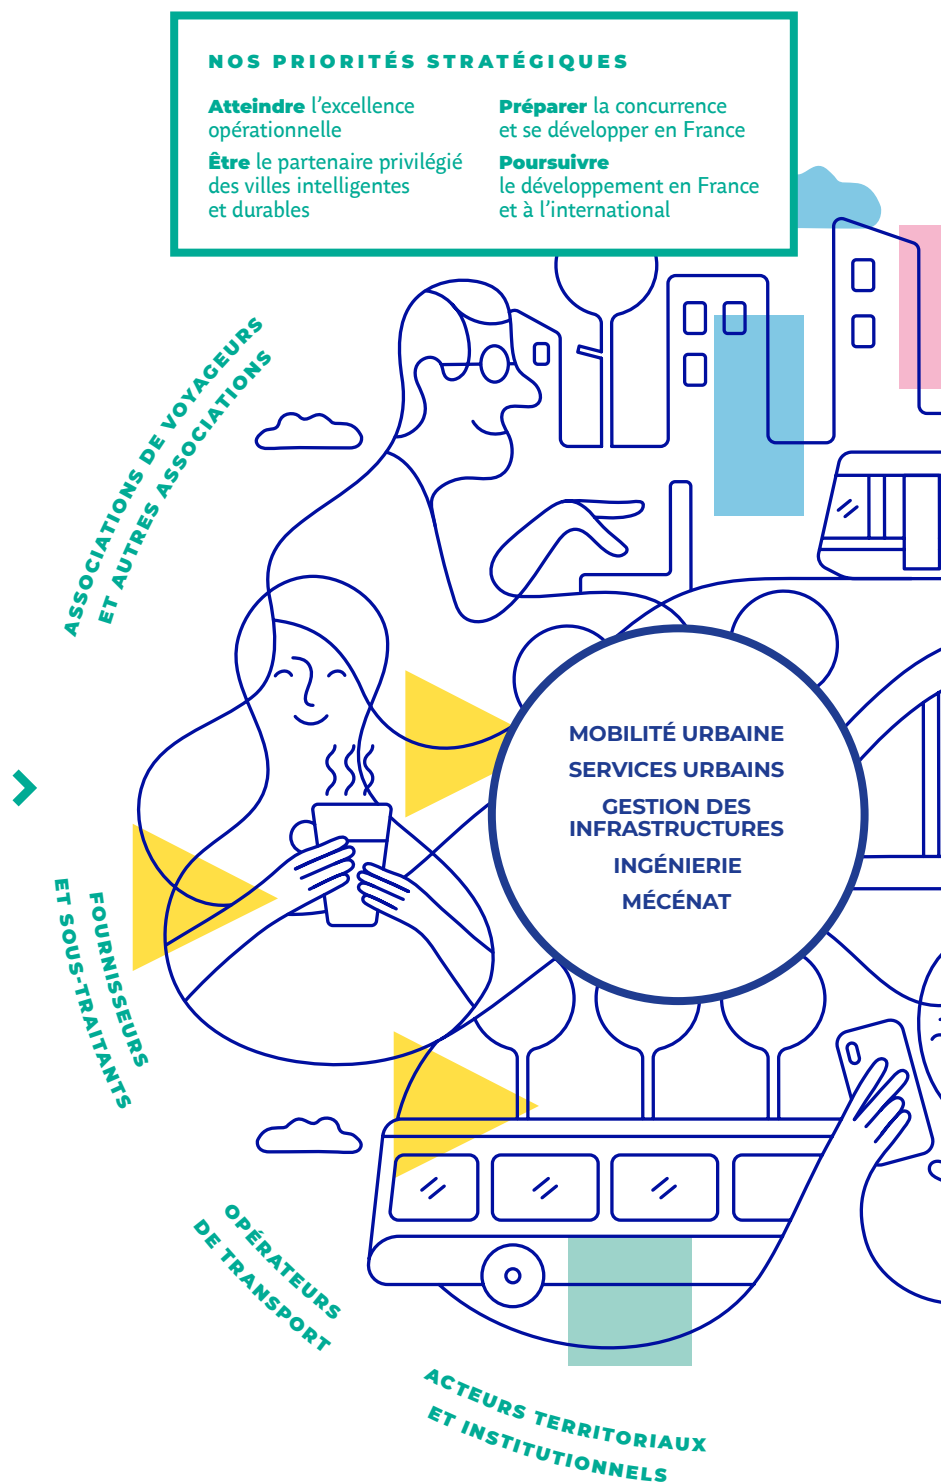 NOS PRIORITÉS STRATÉGIQUES
Atteindre l’excellence
opérationnelle
Être le partenaire privilégié
des villes intelligentes
et durables
Préparer la concurrence
et se développer en France
Poursuivre
le développement en France
et à l’international
ASSOCIATIONS DE VOYAGEURS
ET AUTRES ASSOCIATIONS
MOBILITÉ URBAINE
SERVICES URBAINS
GESTION DES
INFRASTRUCTURES
INGÉNIERIE
MÉCÉNAT
FOURNISSEURS
ET SOUS-TRAITANTS
OPÉRATEURS
DE TRANSPORT
ACTEURS TERRITORIAUX
ET INSTITUTIONNELS